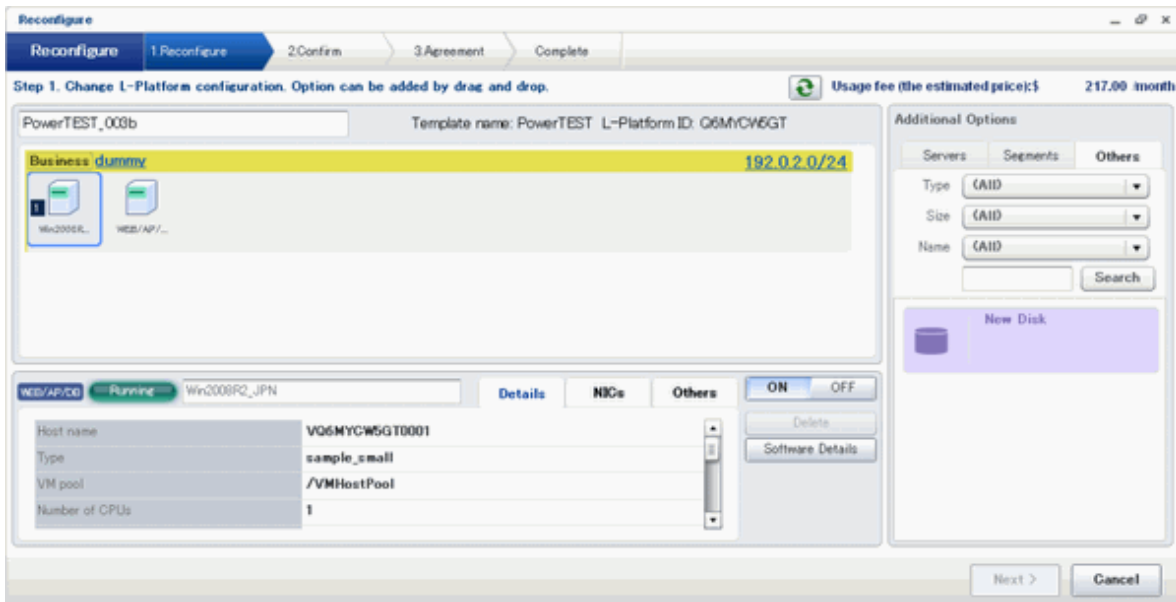 Reconfigure
Reconfigure 1.Reconfigure 2.Confirm 3.Agreement Complete
Step 1. Change L-Platform configuration. Option can be added by drag and drop. Usage fee (the estimated price):$ 217.00 /month
PowerTEST_003b Template name: PowerTEST L-Platform ID: Q6MYCW5GT
Business dummy 192.0.2.0/24
1
Win2008R... WEB/AP/...
Additional Options
Servers Segments Others
Type (All)
Size (All)
Name (All)
Search
New Disk
WEB/AP/DB Running Win2008R2_JPN Details NICs Others ON OFF
Host name VQ6MYCW5GT0001
Type sample_small
VM pool /VMHostPool
Number of CPUs 1
Delete
Software Details
Next > Cancel